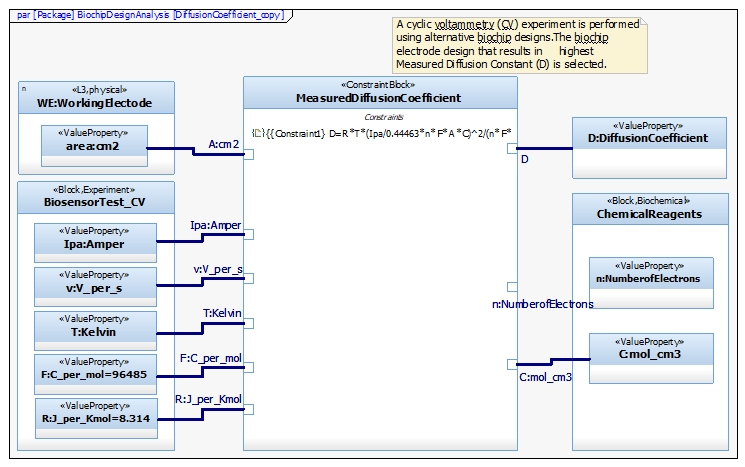 par [Package] BiochipDesignAnalysis [DiffusionCoefficient_copy]
A cyclic voltammetry (CV) experiment is performed
using alternative biochip designs.The biochip
electrode design that results in highest
Measured Diffusion Constant (D) is selected.
n
«L3,physical»
WE:WorkingElectode
«ValueProperty»
area:cm2
A:cm2
«ConstraintBlock»
MeasuredDiffusionCoefficient
Constraints
{{Constraint1} D=R*T*(Ipa/0.44463*n*F*A*C)^2/(n*F*
«ValueProperty»
D:DiffusionCoefficient
D
«Block,Experiment»
BiosensorTest_CV
«ValueProperty»
Ipa:Amper
Ipa:Amper
«ValueProperty»
v:V_per_s
v:V_per_s
«ValueProperty»
T:Kelvin
T:Kelvin
«ValueProperty»
F:C_per_mol=96485
F:C_per_mol
«ValueProperty»
R:J_per_Kmol=8.314
R:J_per_Kmol
«Block,Biochemical»
ChemicalReagents
«ValueProperty»
n:NumberofElectrons
n:NumberofElectrons
«ValueProperty»
C:mol_cm3
C:mol_cm3